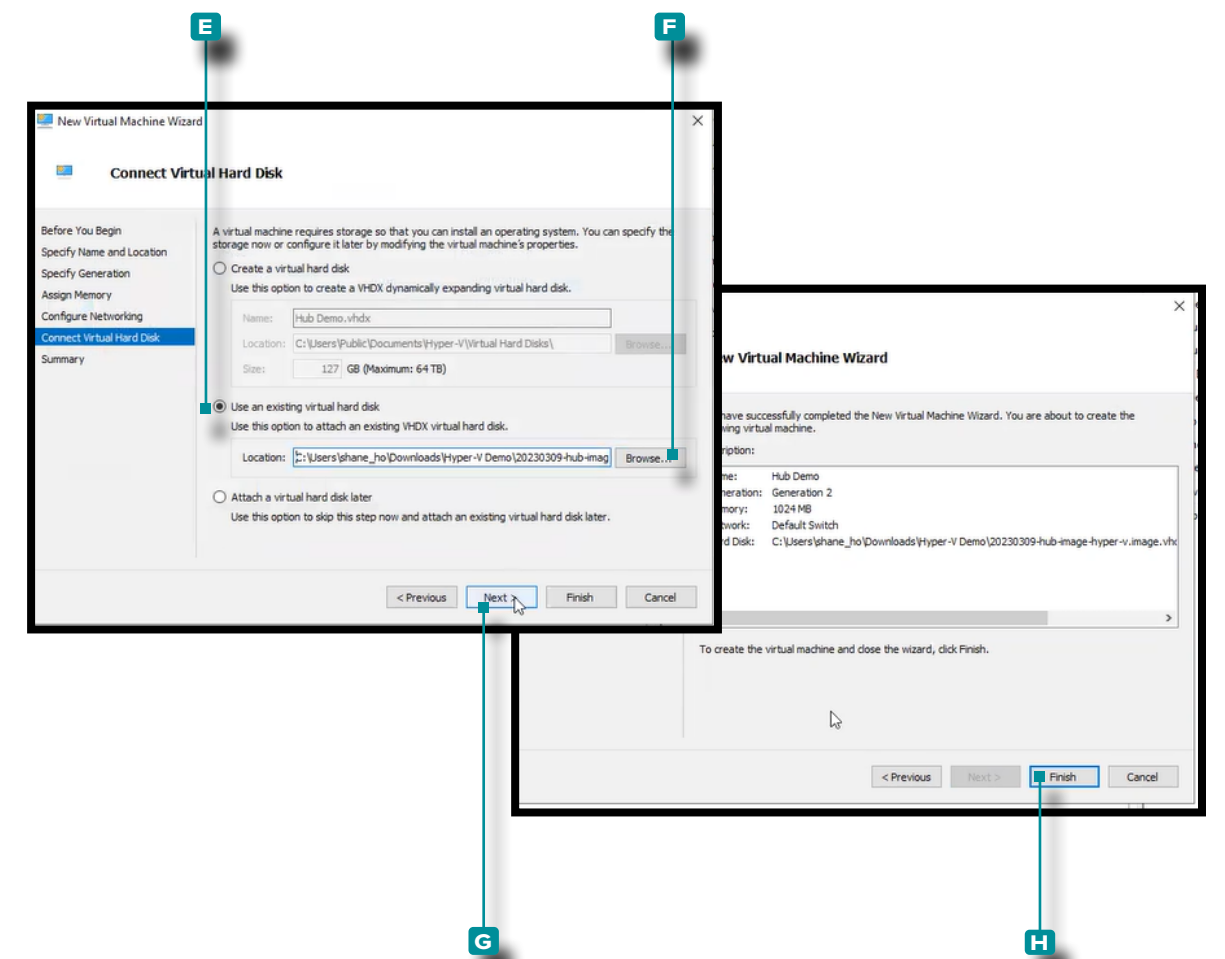 E
F
New Virtual Machine Wizard
Connect Virtual Hard Disk
Before You Begin
Specify Name and Location
Specify Generation
Assign Memory
Configure Networking
Connect Virtual Hard Disk
Summary
A virtual machine requires storage so that you can install an operating system. You can specify the
storage now or configure it later by modifying the virtual machine's properties.
Create a virtual hard disk
Use this option to create a VHDX dynamically expanding virtual hard disk.
Name: Hub Demo.vhdx
Location: C:\Users\Public\Documents\Hyper-V\Virtual Hard Disks\ Browse...
Size: 127 GB (Maximum: 64 TB)
Use an existing virtual hard disk
Use this option to attach an existing VHDX virtual hard disk.
Location: C:\Users\shane_ho\Downloads\Hyper-V Demo\20230309-hub-imag Browse...
Attach a virtual hard disk later
Use this option to skip this step now and attach an existing virtual hard disk later.
< Previous Next > Finish Cancel
ew Virtual Machine Wizard
have successfully completed the New Virtual Machine Wizard. You are about to create the
wing virtual machine.
ription:
me: Hub Demo
neration: Generation 2
mory: 1024 MB
twork: Default Switch
rd Disk: C:\Users\shane_ho\Downloads\Hyper-V Demo\20230309-hub-image-hyper-v.image.vhd
To create the virtual machine and close the wizard, click Finish.
< Previous Next > Finish Cancel
G
H